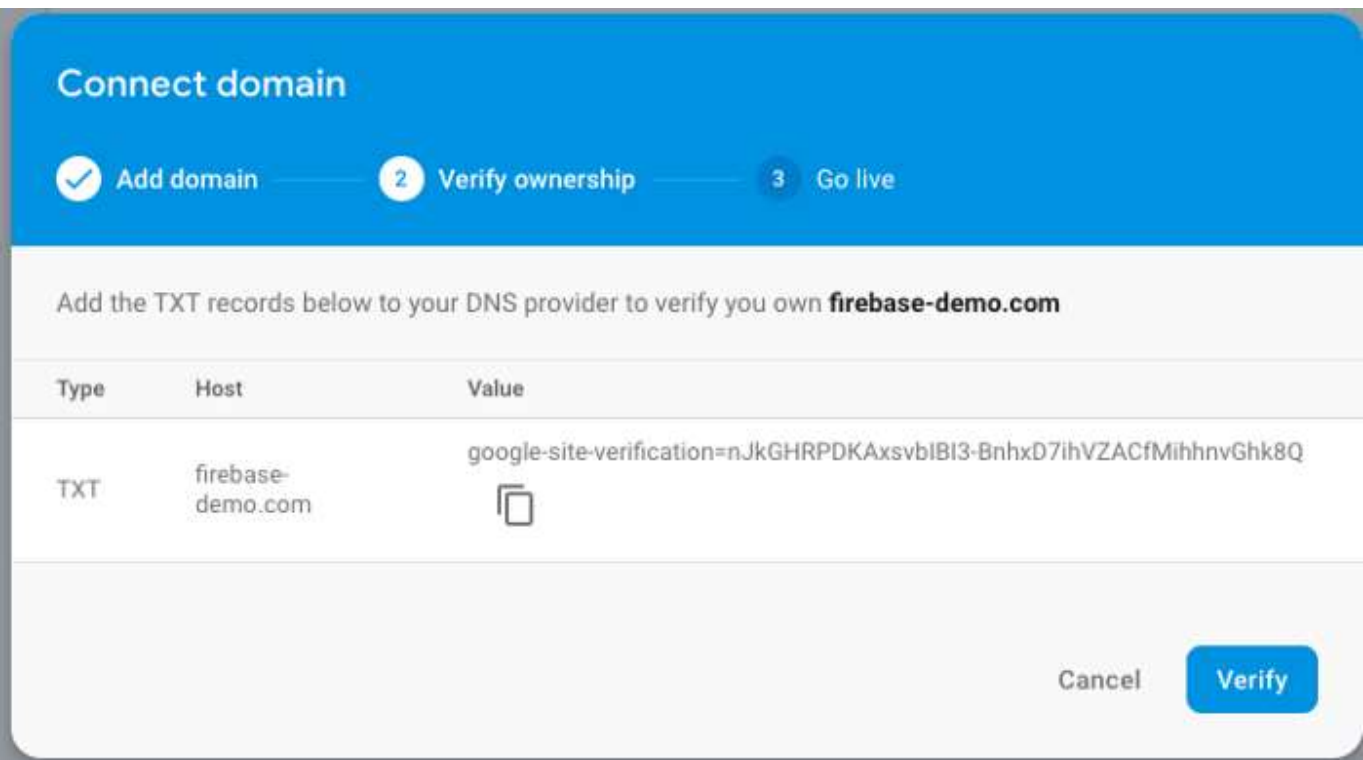 Connect domain
Add domain
2 Verify ownership
3 Go live
Add the TXT records below to your DNS provider to verify you own firebase-demo.com
Type Host Value
google-site-verification=nJkGHRPDKAxsvbIBI3-BnhxD7ihVZACfMihhnvGhk8Q
TXT
firebase-
demo.com
Cancel Verify